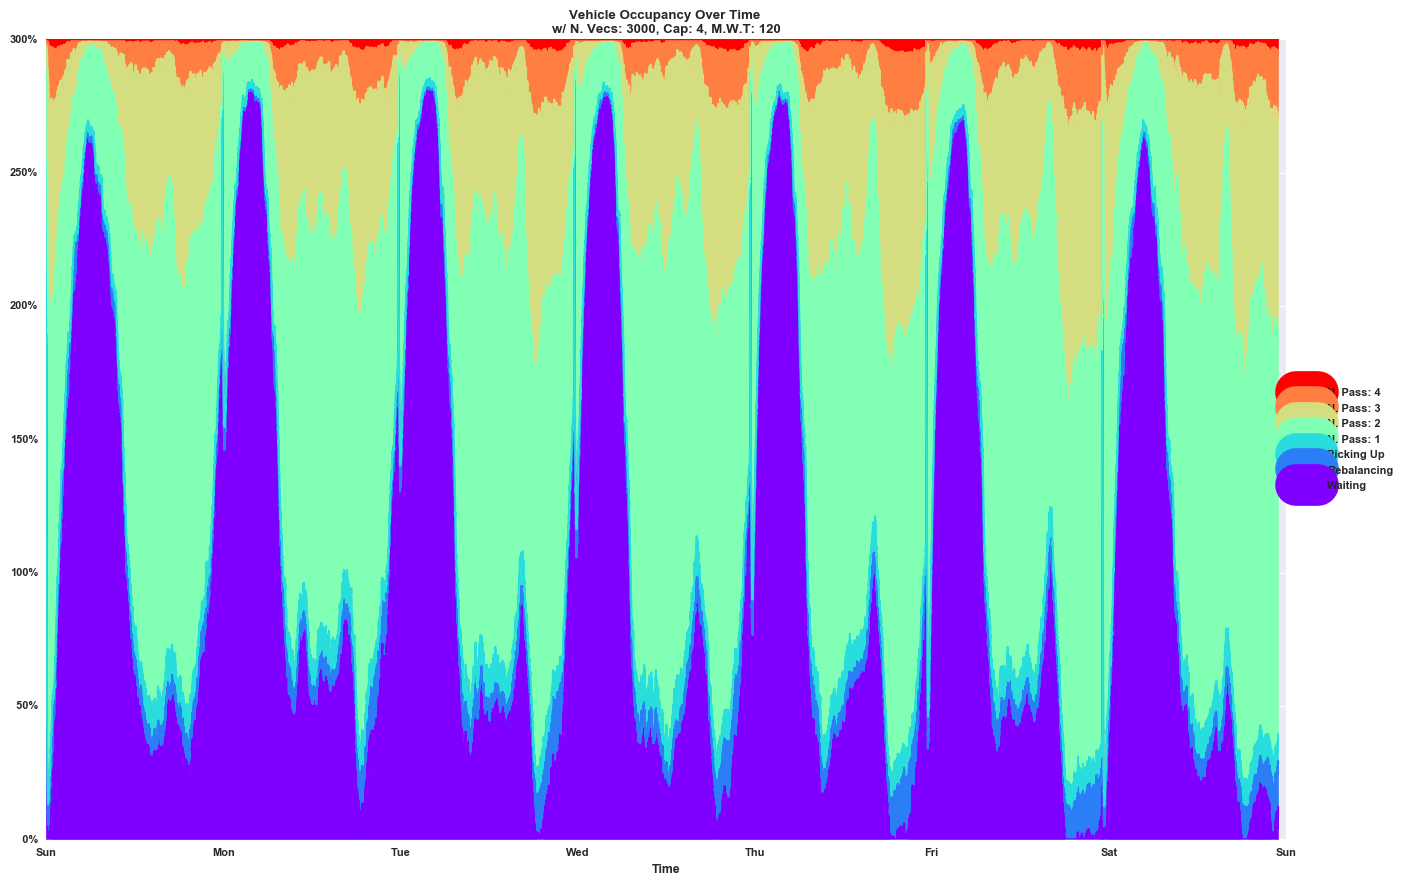 Vehicle Occupancy Over Time
w/ N. Vecs: 3000, Cap: 4, M.W.T: 120
300%
250%
200%
150%
100%
50%
0%
Sun
Mon
Tue
Wed
Thu
Fri
Sat
Sun
Time
N. Pass: 4
N. Pass: 3
N. Pass: 2
N. Pass: 1
Picking Up
Rebalancing
Waiting